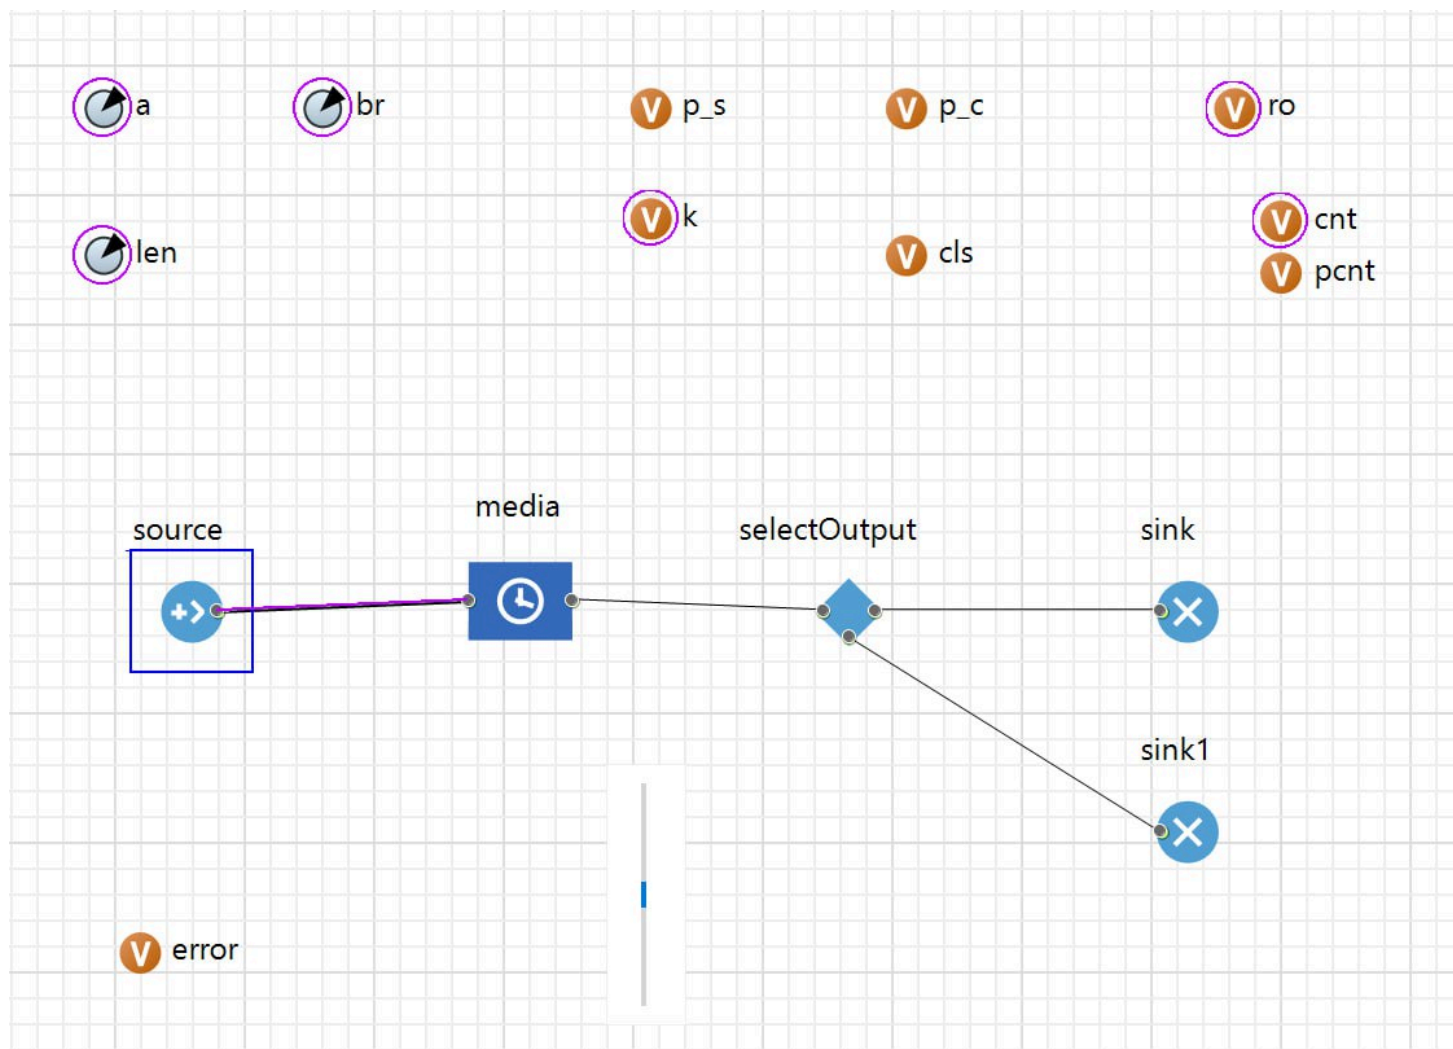 a
br
p_s
p_c
ro
k
cnt
len
cls
pcnt
media
source
selectOutput
sink
sink1
error